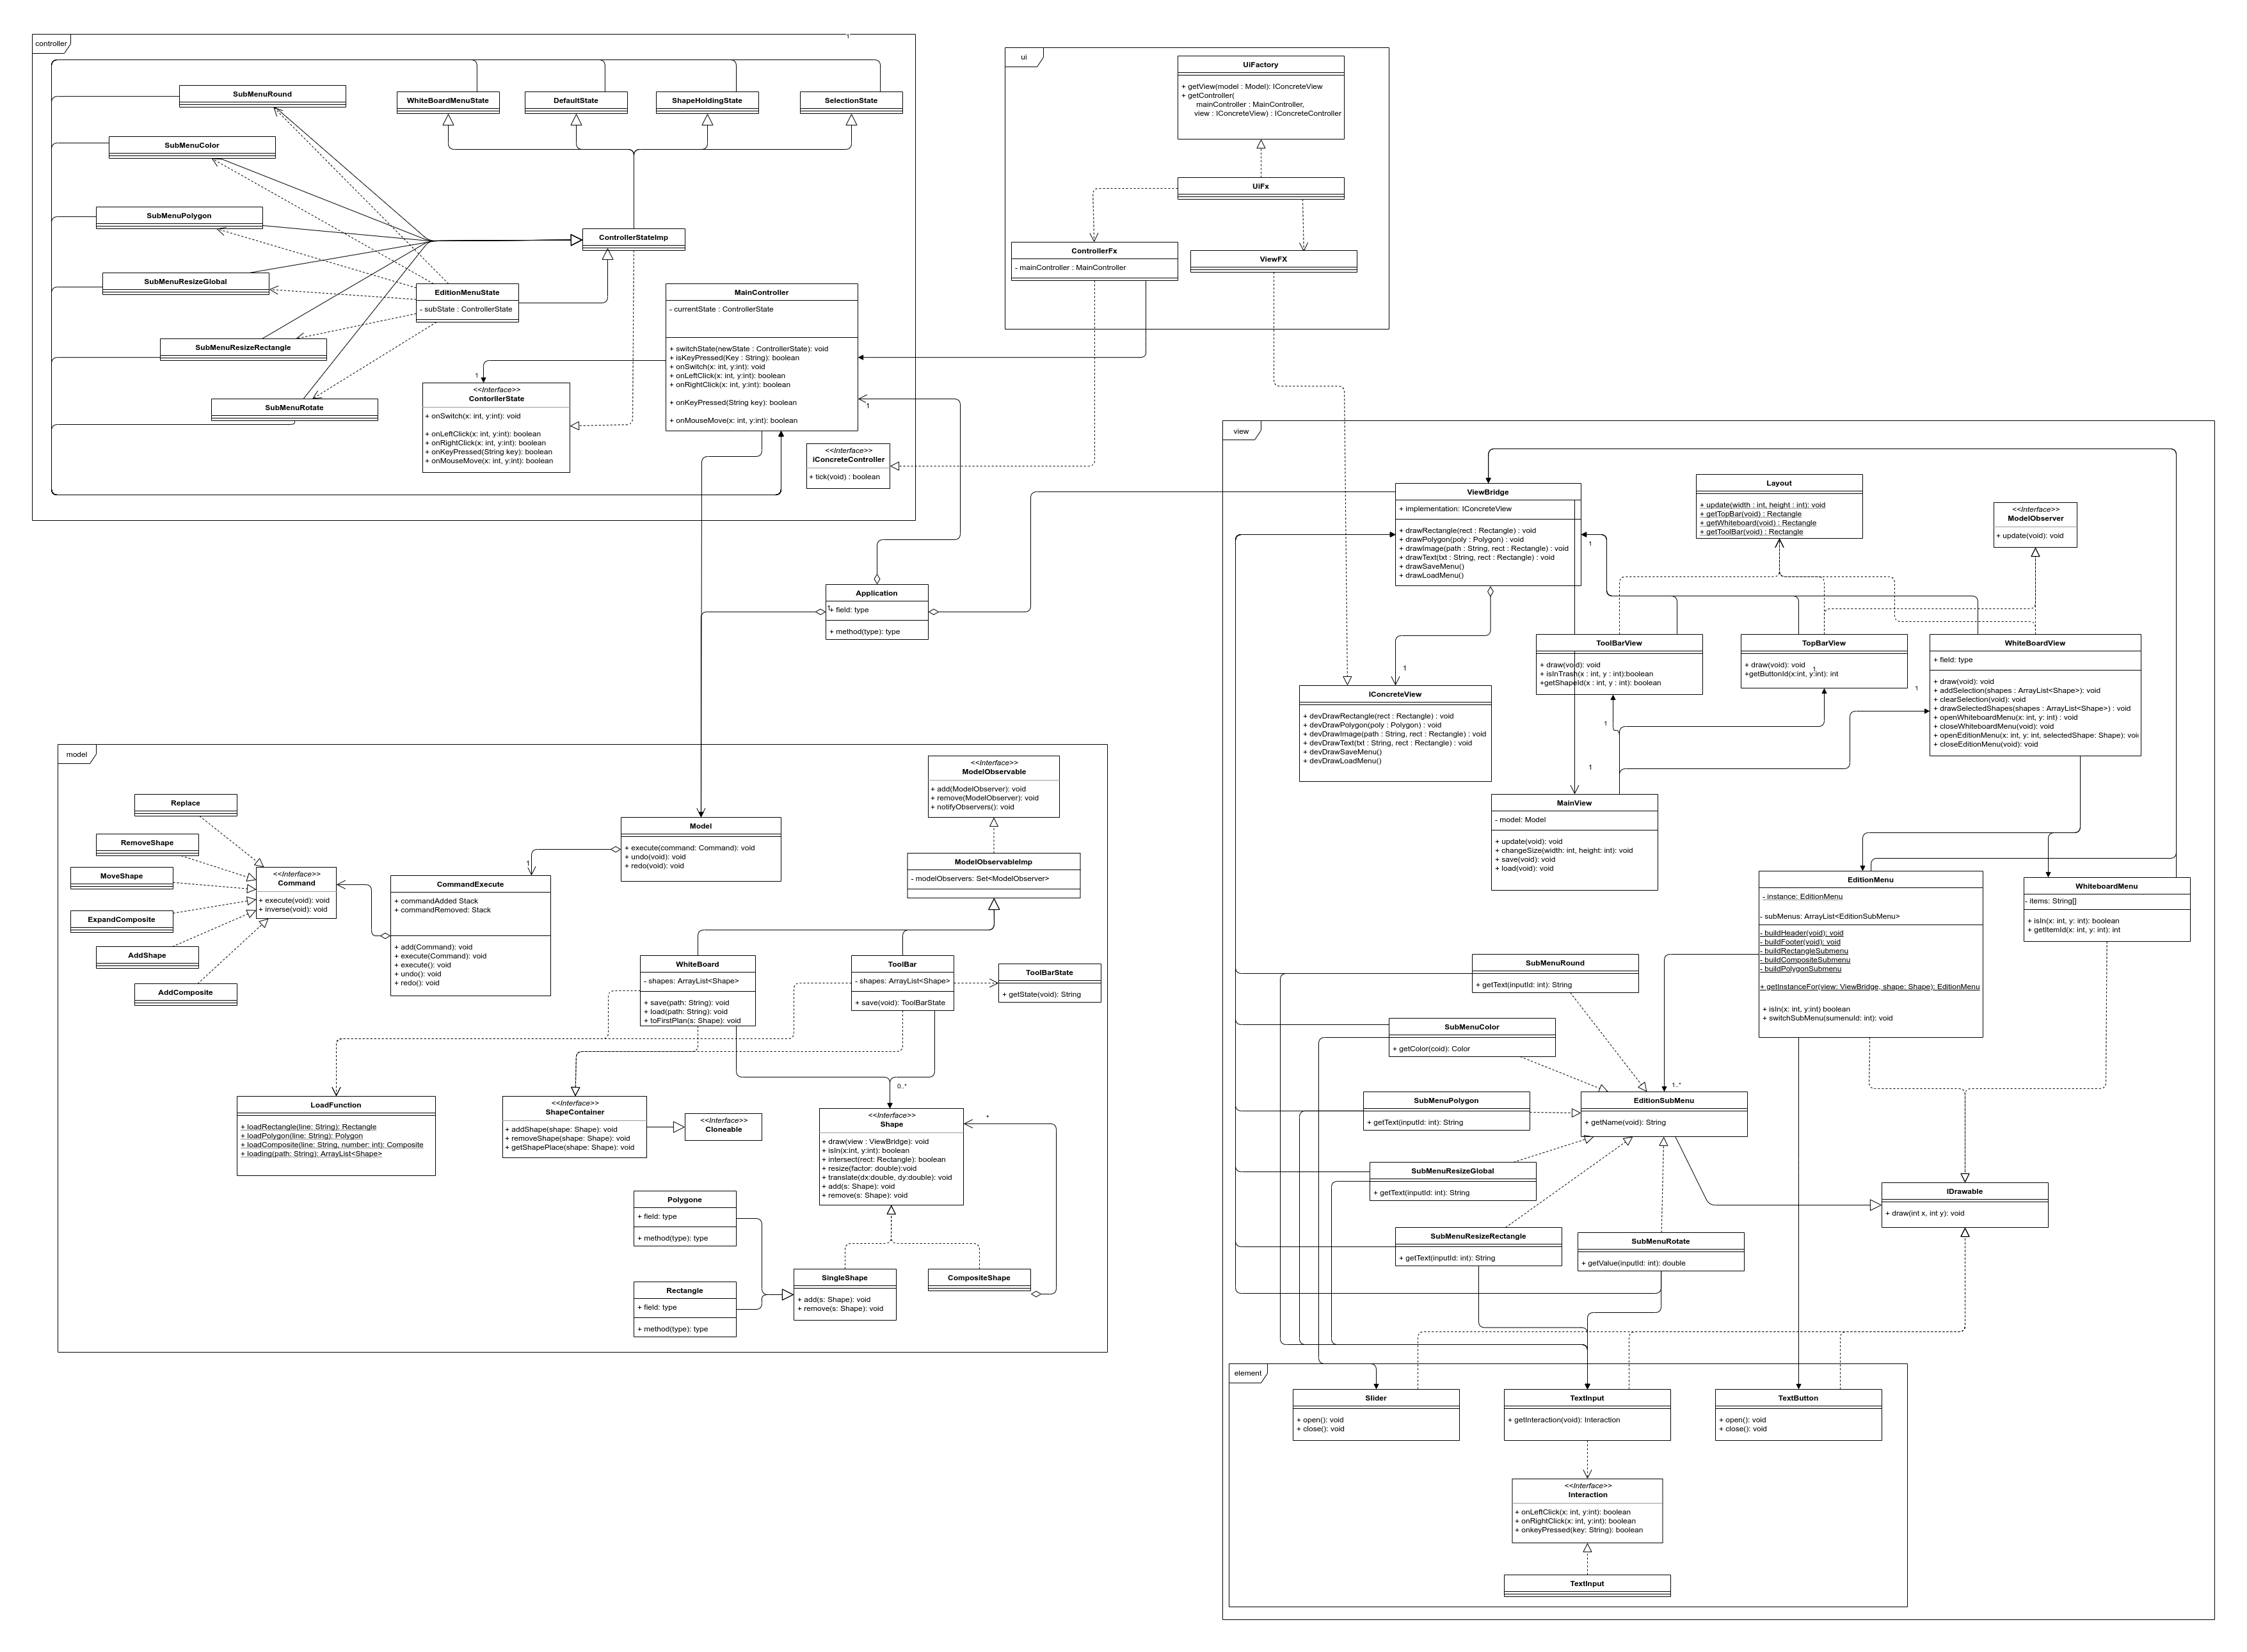 controller
1
SubMenuRound
WhiteBoardMenuState
DefaultState
ShapeHoldingState
SelectionState
SubMenuColor
SubMenuPolygon
ControllerStateImp
SubMenuResizeGlobal
EditionMenuState
- subState : ControllerState
SubMenuResizeRectangle
SubMenuRotate
MainController
- currentState : ControllerState
+ switchState(newState : ControllerState): void
+ isKeyPressed(Key : String): boolean
+ onSwitch(x: int, y:int): void
+ onLeftClick(x: int, y:int): boolean
+ onRightClick(x: int, y:int): boolean
+ onKeyPressed(String key): boolean
+ onMouseMove(x: int, y:int): boolean
1
<<Interface>>
ContorllerState
+ onSwitch(x: int, y:int): void
+ onLeftClick(x: int, y:int): boolean
+ onRightClick(x: int, y:int): boolean
+ onKeyPressed(String key): boolean
+ onMouseMove(x: int, y:int): boolean
1
<<Interface>>
iConcreteController
+ tick(void) : boolean
ui
UiFactory
+ getView(model : Model): IConcreteView
+ getController(
mainController : MainController,
view : IConcreteView) : IConcreteController
UiFx
ControllerFx
- mainController : MainController
ViewFX
Application
1
+ field: type
+ method(type): type
view
ViewBridge
+ implementation: IConcreteView
+ drawRectangle(rect : Rectangle) : void
+ drawPolygon(poly : Polygon) : void
+ drawImage(path : String, rect : Rectangle) : void
+ drawText(txt : String, rect : Rectangle) : void
+ drawSaveMenu()
+ drawLoadMenu()
1
Layout
+ update(width : int, height : int): void
+ getTopBar(void) : Rectangle
+ getWhiteboard(void) : Rectangle
+ getToolBar(void) : Rectangle
<<Interface>>
ModelObserver
+ update(void): void
ToolBarView
+ draw(void): void
+ isInTrash(x : int, y : int):boolean
+getShapeId(x : int, y : int): boolean
TopBarView
+ draw(void): void
+getButtonId(x:int, y:int): int
1
WhiteBoardView
+ field: type
+ draw(void): void
+ addSelection(shapes : ArrayList<Shape>): void
+ clearSelection(void): void
+ drawSelectedShapes(shapes : ArrayList<Shape>) : void
+ openWhiteboardMenu(x: int, y: int) : void
+ closeWhiteboardMenu(void): void
+ openEditionMenu(x: int, y: int, selectedShape: Shape): voi
+ closeEditionMenu(void): void
1
1
IConcreteView
+ devDrawRectangle(rect : Rectangle) : void
+ devDrawPolygon(poly : Polygon) : void
+ devDrawImage(path : String, rect : Rectangle) : void
+ devDrawText(txt : String, rect : Rectangle) : void
+ devDrawSaveMenu()
+ devDrawLoadMenu()
1
1
MainView
- model: Model
+ update(void): void
+ changeSize(width: int, height: int): void
+ save(void): void
+ load(void): void
EditionMenu
- instance: EditionMenu
- subMenus: ArrayList<EditionSubMenu>
- buildHeader(void): void
- buildFooter(void): void
- buildRectangleSubmenu
- buildCompositeSubmenu
- buildPolygonSubmenu
+ getInstanceFor(view: ViewBridge, shape: Shape): EditionMenu
+ isIn(x: int, y:int) boolean
+ switchSubMenu(sumenuId: int): void
WhiteboardMenu
- items: String[]
+ isIn(x: int, y: int): boolean
+ getItemId(x: int, y: int): int
SubMenuRound
+ getText(inputId: int): String
SubMenuColor
+ getColor(coid): Color
SubMenuPolygon
+ getText(inputId: int): String
1..*
EditionSubMenu
+ getName(void): String
SubMenuResizeGlobal
+ getText(inputId: int): String
SubMenuResizeRectangle
+ getText(inputId: int): String
SubMenuRotate
+ getValue(inputId: int): double
IDrawable
+ draw(int x, int y): void
element
Slider
+ open(): void
+ close(): void
TextInput
+ getInteraction(void): Interaction
TextButton
+ open(): void
+ close(): void
<<Interface>>
Interaction
+ onLeftClick(x: int, y:int): boolean
+ onRightClick(x: int, y:int): boolean
+ onkeyPressed(key: String): boolean
TextInput
model
Replace
RemoveShape
MoveShape
ExpandComposite
AddShape
AddComposite
<<Interface>>
Command
+ execute(void): void
+ inverse(void): void
CommandExecute
+ commandAdded Stack
+ commandRemoved: Stack
+ add(Command): void
+ execute(Command): void
+ execute(): void
+ undo(): void
+ redo(): void
1
Model
+ execute(command: Command): void
+ undo(void): void
+ redo(void): void
<<Interface>>
ModelObservable
+ add(ModelObserver): void
+ remove(ModelObserver): void
+ notifyObservers(): void
ModelObservableImp
- modelObservers: Set<ModelObserver>
WhiteBoard
- shapes: ArrayList<Shape>
+ save(path: String): void
+ load(path: String): void
+ toFirstPlan(s: Shape): void
ToolBar
- shapes: ArrayList<Shape>
+ save(void): ToolBarState
ToolBarState
+ getState(void): String
LoadFunction
+ loadRectangle(line: String): Rectangle
+ loadPolygon(line: String): Polygon
+ loadComposite(line: String, number: int): Composite
+ loading(path: String): ArrayList<Shape>
<<Interface>>
ShapeContainer
+ addShape(shape: Shape): void
+ removeShape(shape: Shape): void
+ getShapePlace(shape: Shape): void
<<Interface>>
Cloneable
0..*
<<Interface>>
Shape
+ draw(view : ViewBridge): void
+ isIn(x:int, y:int): boolean
+ intersect(rect: Rectangle): boolean
+ resize(factor: double):void
+ translate(dx:double, dy:double): void
+ add(s: Shape): void
+ remove(s: Shape): void
Polygone
+ field: type
+ method(type): type
Rectangle
+ field: type
+ method(type): type
SingleShape
+ add(s: Shape): void
+ remove(s: Shape): void
CompositeShape